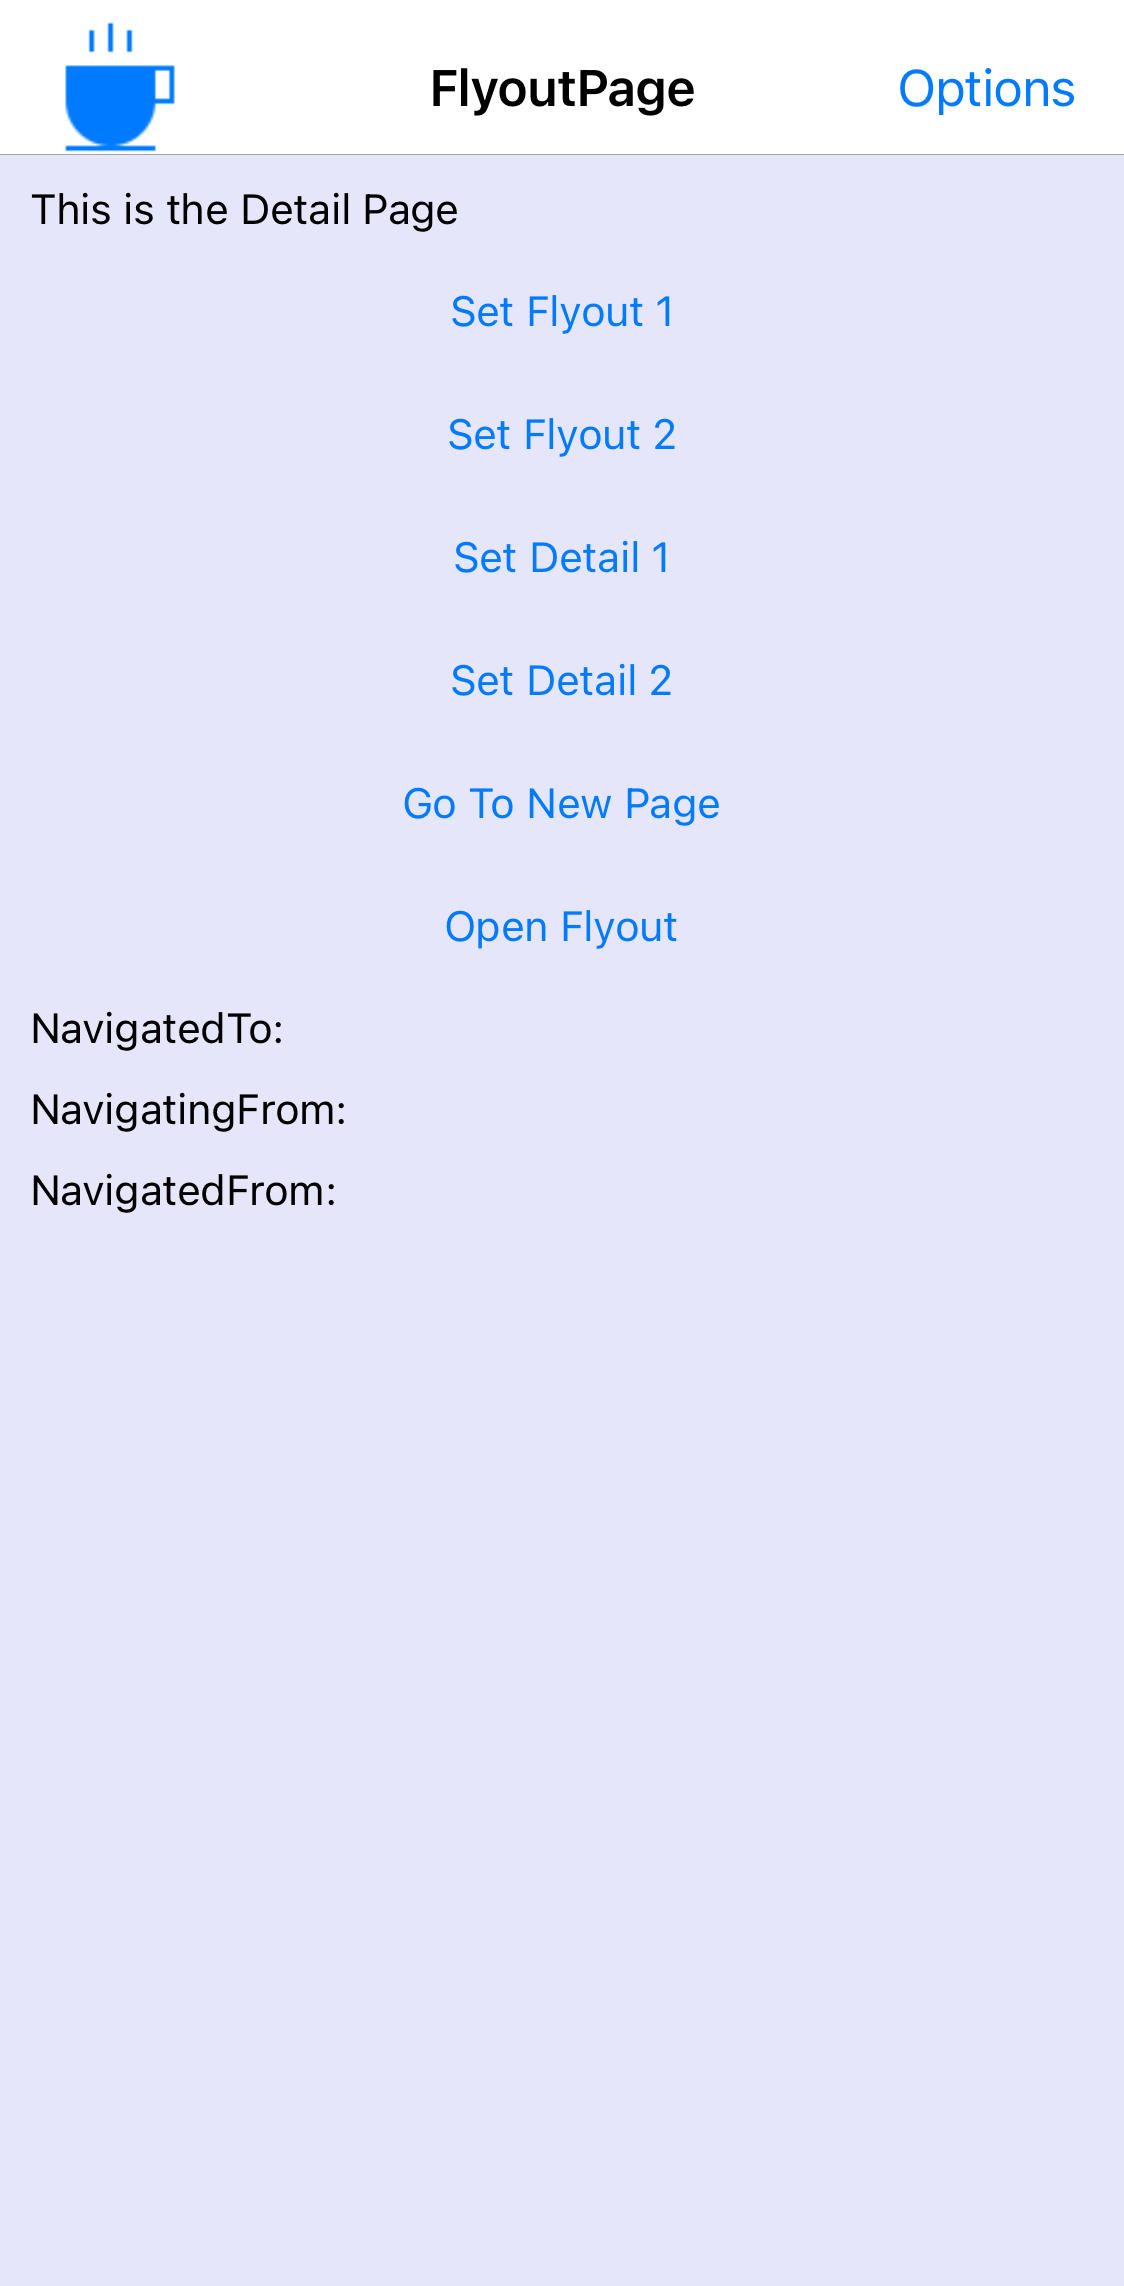 FlyoutPage
Options
This is the Detail Page
Set Flyout 1
Set Flyout 2
Set Detail 1
Set Detail 2
Go To New Page
Open Flyout
NavigatedTo:
NavigatingFrom:
NavigatedFrom: